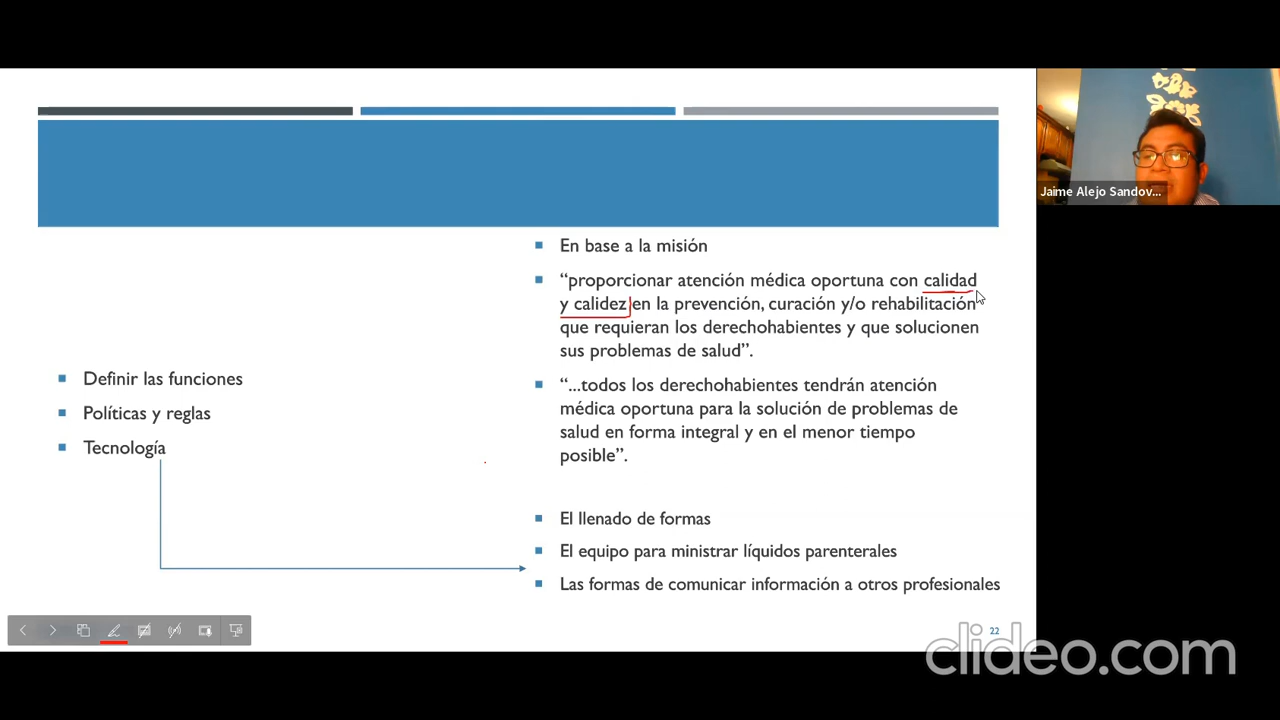 Definir las funciones
Políticas y reglas
Tecnología
En base a la misión
“proporcionar atención médica oportuna con calidad
y calidez en la prevención, curación y/o rehabilitación
que requieran los derechohabientes y que solucionen
sus problemas de salud”.
“...todos los derechohabientes tendrán atención
médica oportuna para la solución de problemas de
salud en forma integral y en el menor tiempo
posible”.
El llenado de formas
El equipo para ministrar líquidos parenterales
Las formas de comunicar información a otros profesionales
22
Jaime Alejo Sandov...
clideo.com